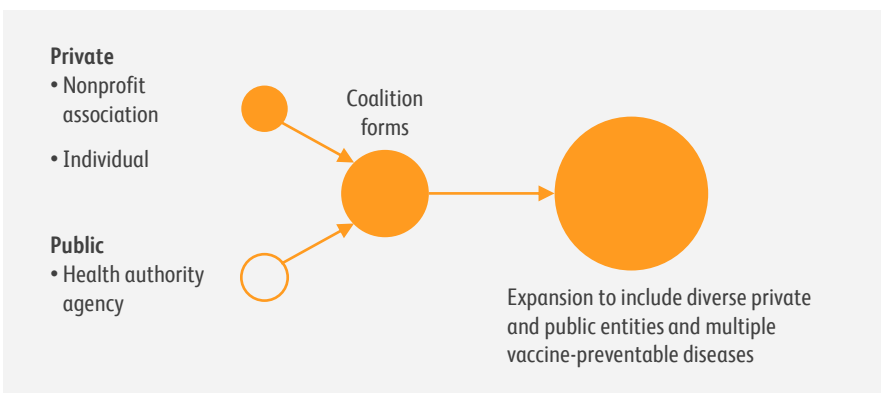 Private
• Nonprofit
association
• Individual
Coalition
forms
Public
• Health authority
agency
Expansion to include diverse private
and public entities and multiple
vaccine-preventable diseases